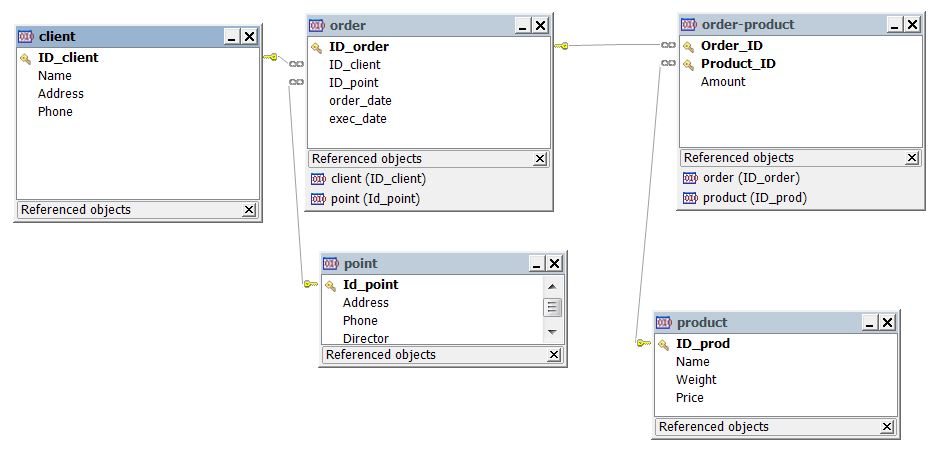 client
ID_client
Name
Address
Phone
Referenced objects
order
ID_order
ID_client
ID_point
order_date
exec_date
Referenced objects
client (ID_client)
point (Id_point)
order-product
Order_ID
Product_ID
Amount
Referenced objects
order (ID_order)
product (ID_prod)
point
Id_point
Address
Phone
Director
Referenced objects
product
ID_prod
Name
Weight
Price
Referenced objects